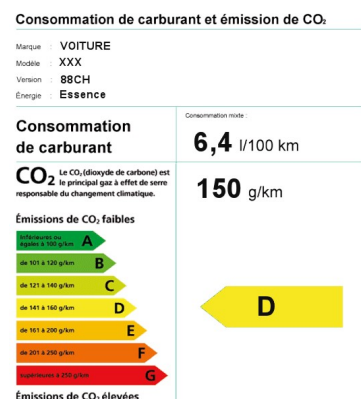 Consommation de carburant et émission de CO₂
Marque : VOITURE
Modèle : XXX
Version : 88CH
Énergie : Essence
Consommation mixte :
Consommation
de carburant
6,4 l/100 km
CO₂ Le CO₂ (dioxyde de carbone) est
le principal gaz à effet de serre
responsable du changement climatique.
150 g/km
Émissions de CO₂ faibles
inférieures ou
égales à 100 g/km A
de 101 à 120 g/km B
de 121 à 140 g/km C
de 141 à 160 g/km D
D
de 161 à 200 g/km E
de 201 à 250 g/km F
supérieures à 250 g/km G
Émissions de CO₂ élevées